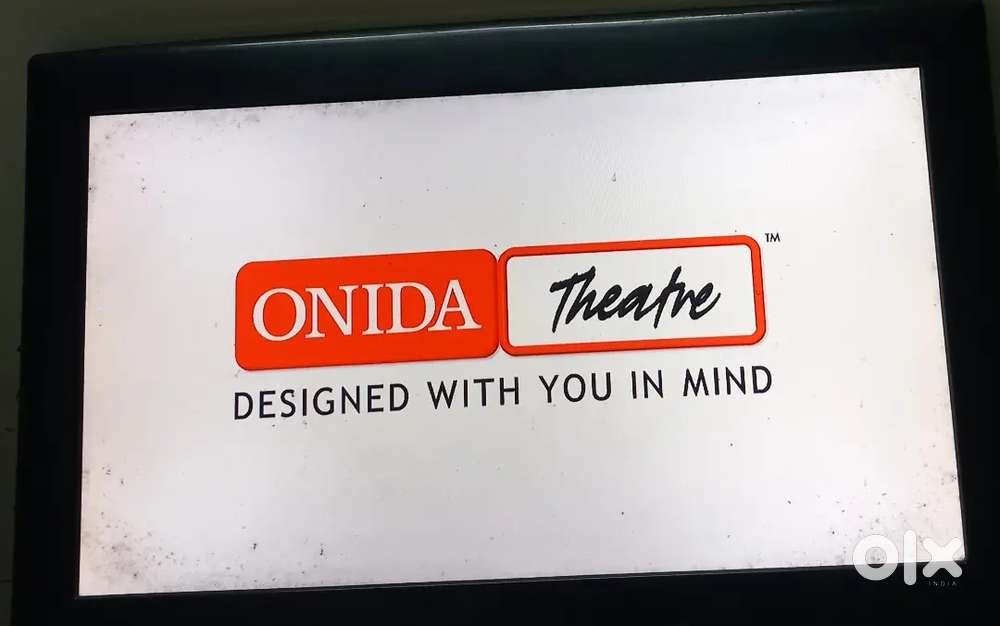 ONIDA Theatre ™
DESIGNED WITH YOU IN MIND
olx
INDIA